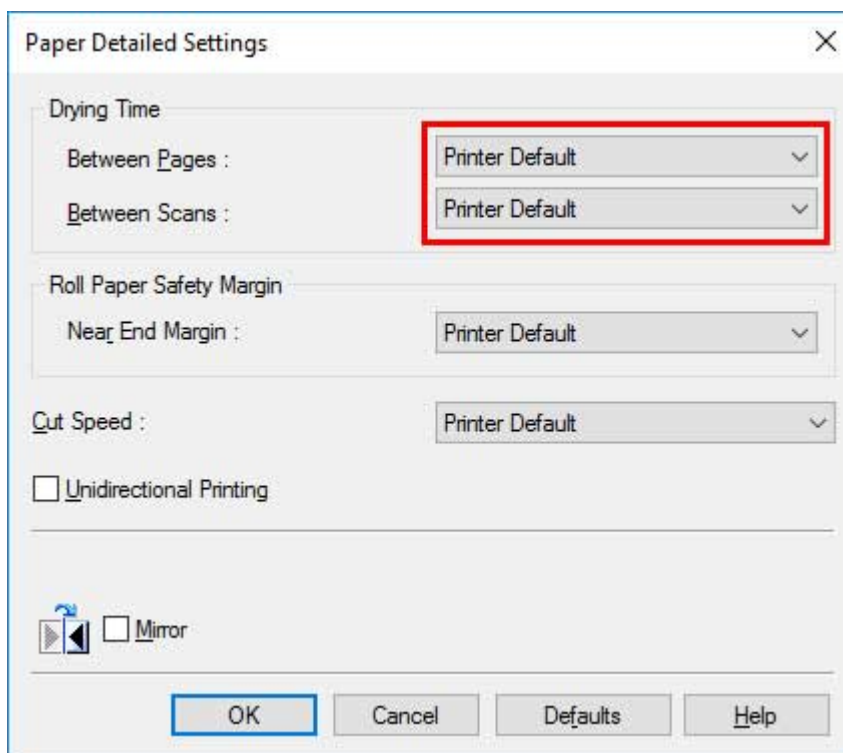 Paper Detailed Settings
Drying Time
Between Pages : Printer Default
Between Scans : Printer Default
Roll Paper Safety Margin
Near End Margin : Printer Default
Cut Speed : Printer Default
Unidirectional Printing
Mirror
OK Cancel Defaults Help